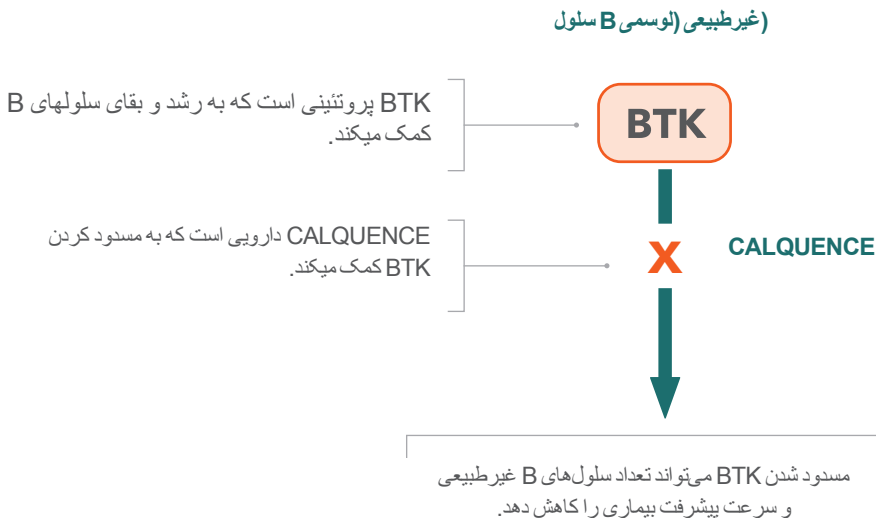 (غیرطبیعی (لوسمی B سلول
BTK پروتئینی است که به رشد و بقای سلولهای B
کمک میکند.
BTK
CALQUENCE دارویی است که به مسدود کردن
BTK کمک میکند.
X
CALQUENCE
مسدود شدن BTK می‌تواند تعداد سلول‌های B غیرطبیعی
و سرعت پیشرفت بیماری را کاهش دهد.